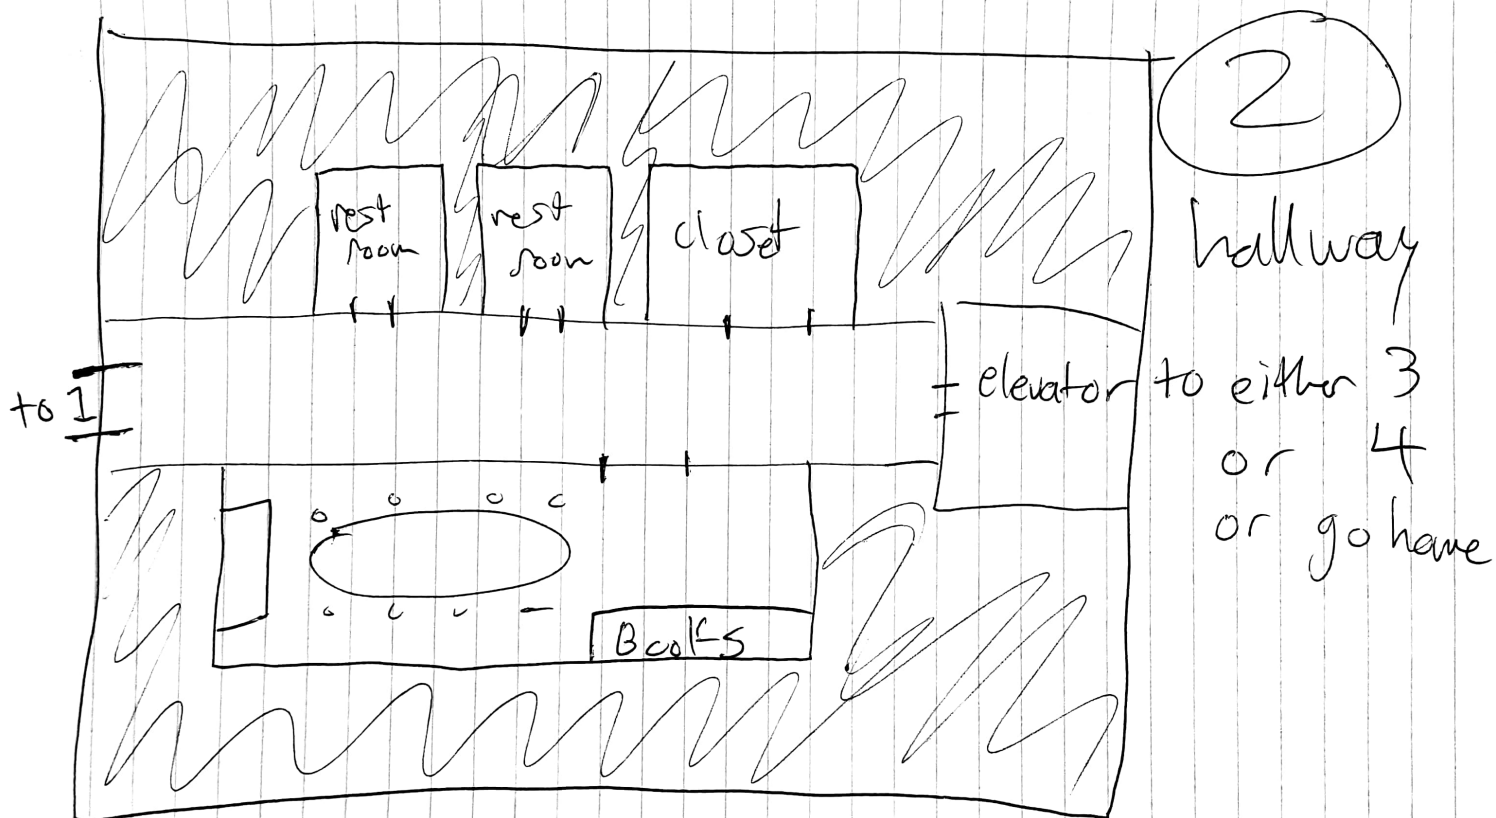 2
hallway
rest
room
rest
room
closet
to 1
elevator to either 3
or 4
or go home
Books